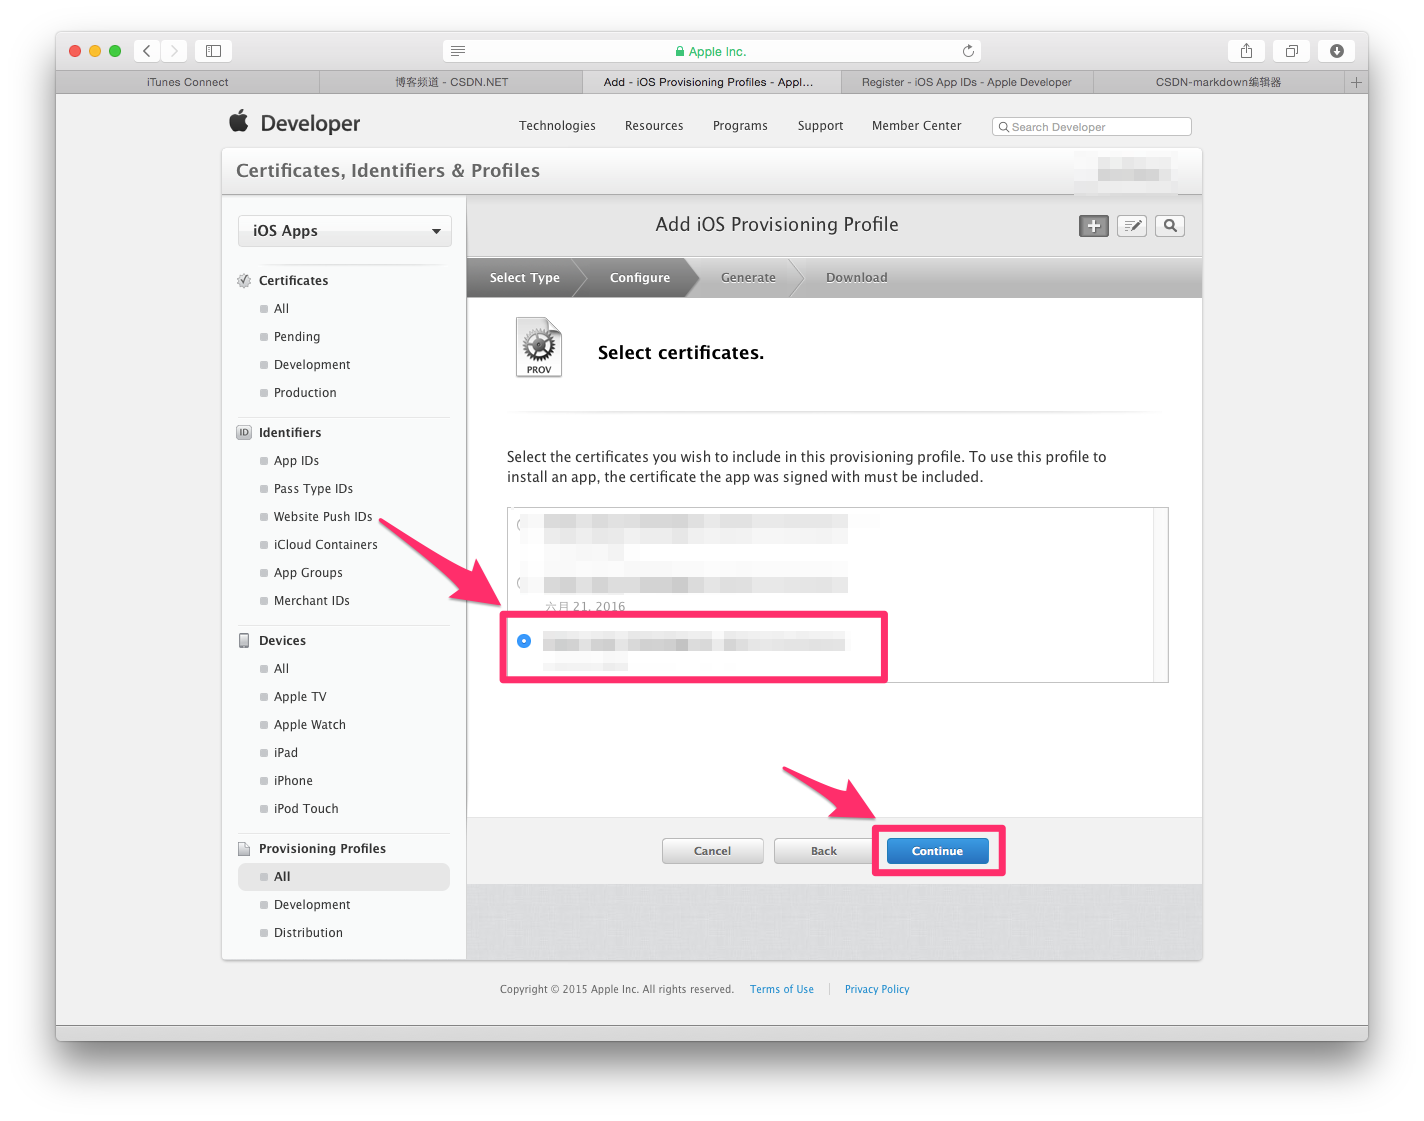 Apple Inc.
iTunes Connect
博客频道 - CSDN.NET
Add - iOS Provisioning Profiles - Appl...
Register - iOS App IDs - Apple Developer
CSDN-markdown编辑器
Developer
Technologies
Resources
Programs
Support
Member Center
Search Developer
Certificates, Identifiers & Profiles
iOS Apps
Add iOS Provisioning Profile
Certificates
All
Pending
Development
Production
ID
Identifiers
App IDs
Pass Type IDs
Website Push IDs
iCloud Containers
App Groups
Merchant IDs
Devices
All
Apple TV
Apple Watch
iPad
iPhone
iPod Touch
Provisioning Profiles
All
Development
Distribution
Select Type
Configure
Generate
Download
PROV
Select certificates.
Select the certificates you wish to include in this provisioning profile. To use this profile to
install an app, the certificate the app was signed with must be included.
六月 21, 2016
Cancel
Back
Continue
Copyright © 2015 Apple Inc. All rights reserved.
Terms of Use
Privacy Policy